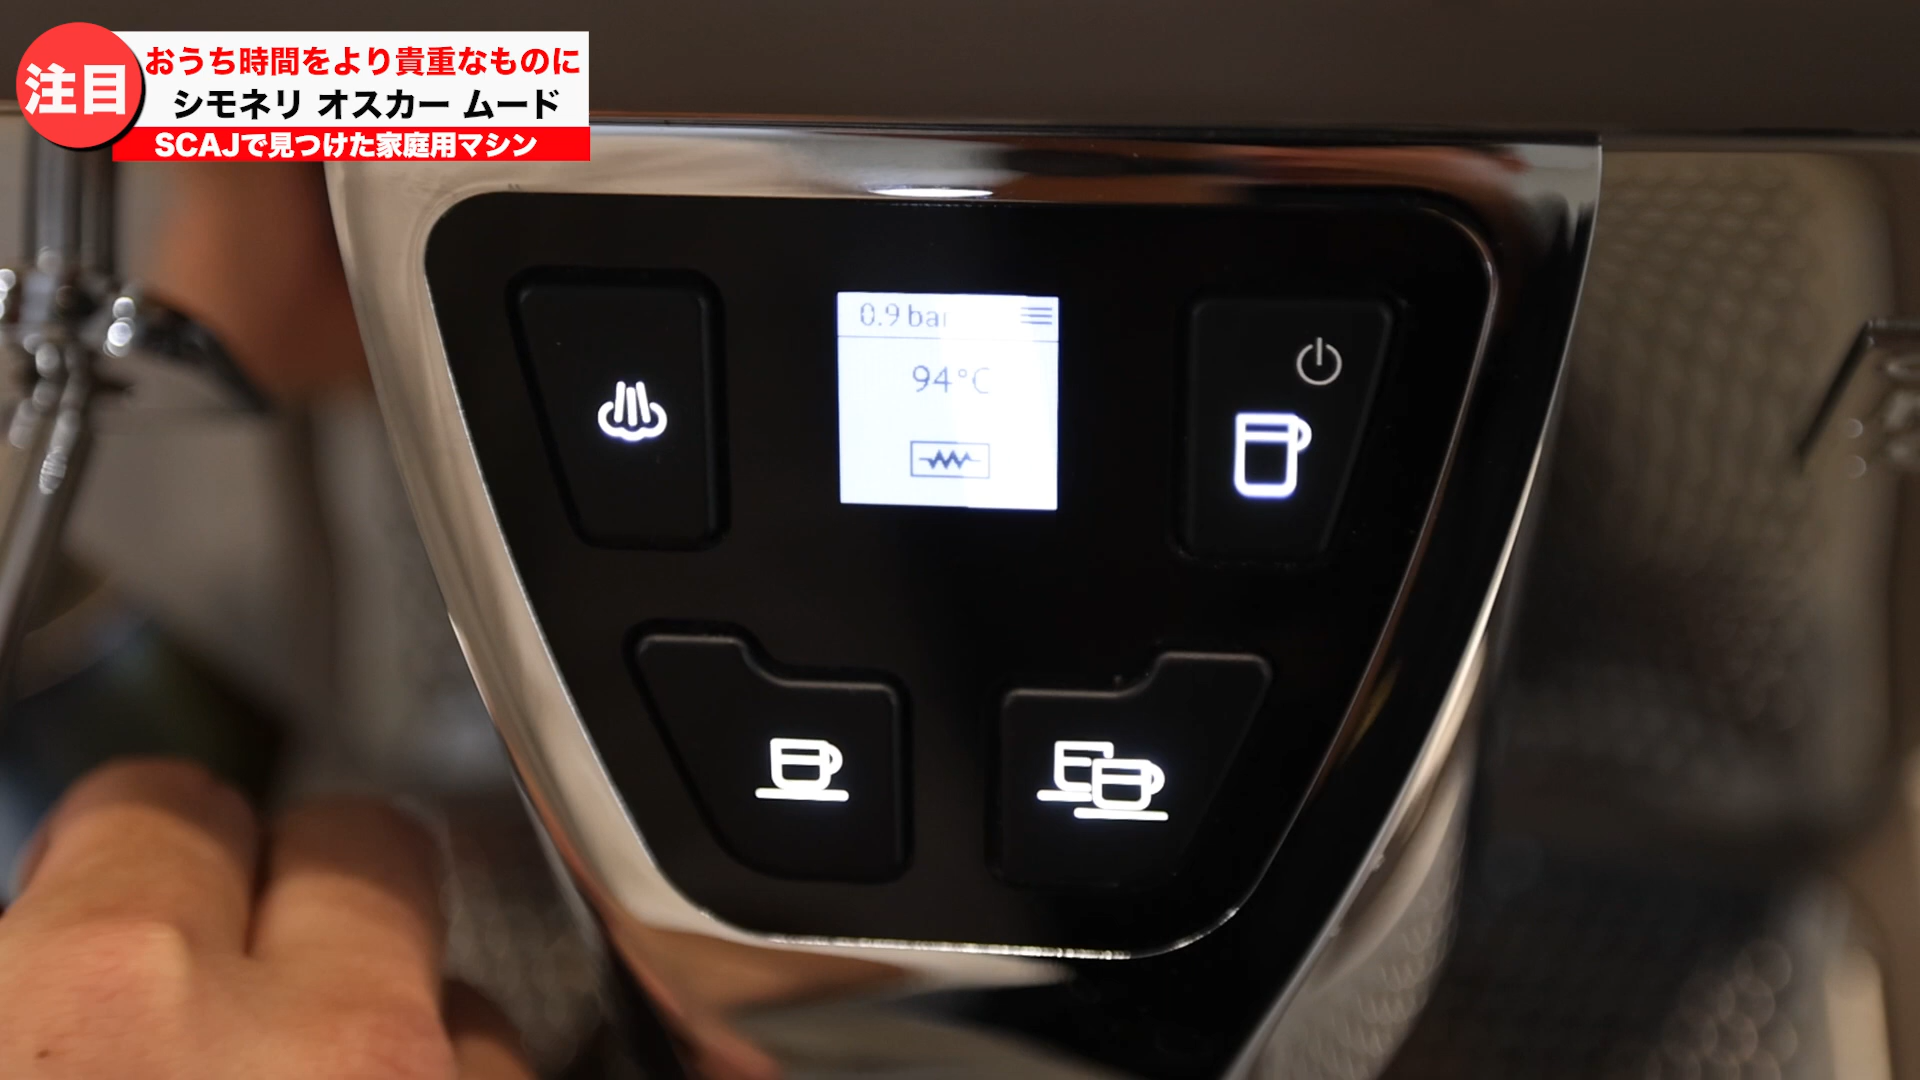 注目
おうち時間をより貴重なものに
シモネリ オスカー ムード
SCAJで見つけた家庭用マシン
0.9 bar
94°C